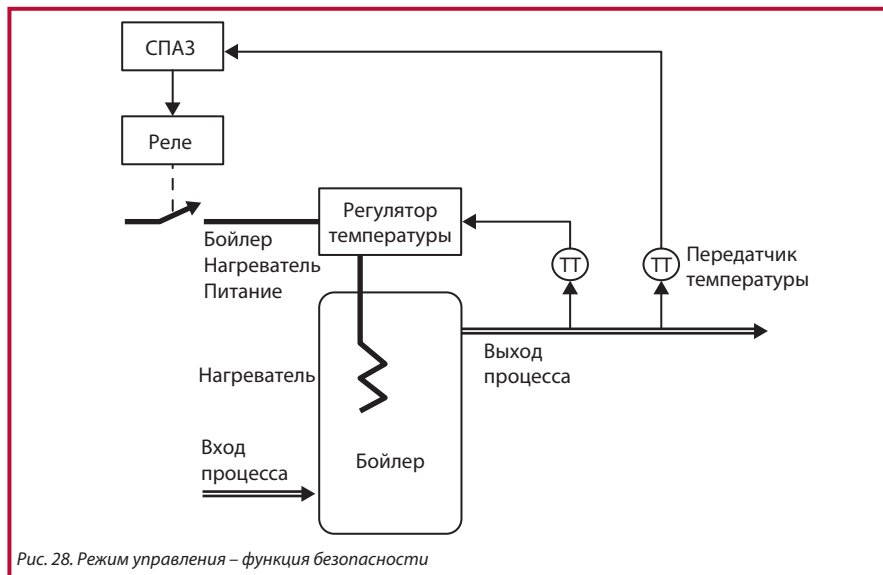 СПАЗ
Реле
Регулятор
температуры
Бойлер
Нагреватель
Питание
ТТ
ТТ
Передатчик
температуры
Выход
процесса
Нагреватель
Вход
процесса
Бойлер
Рис. 28. Режим управления – функция безопасности